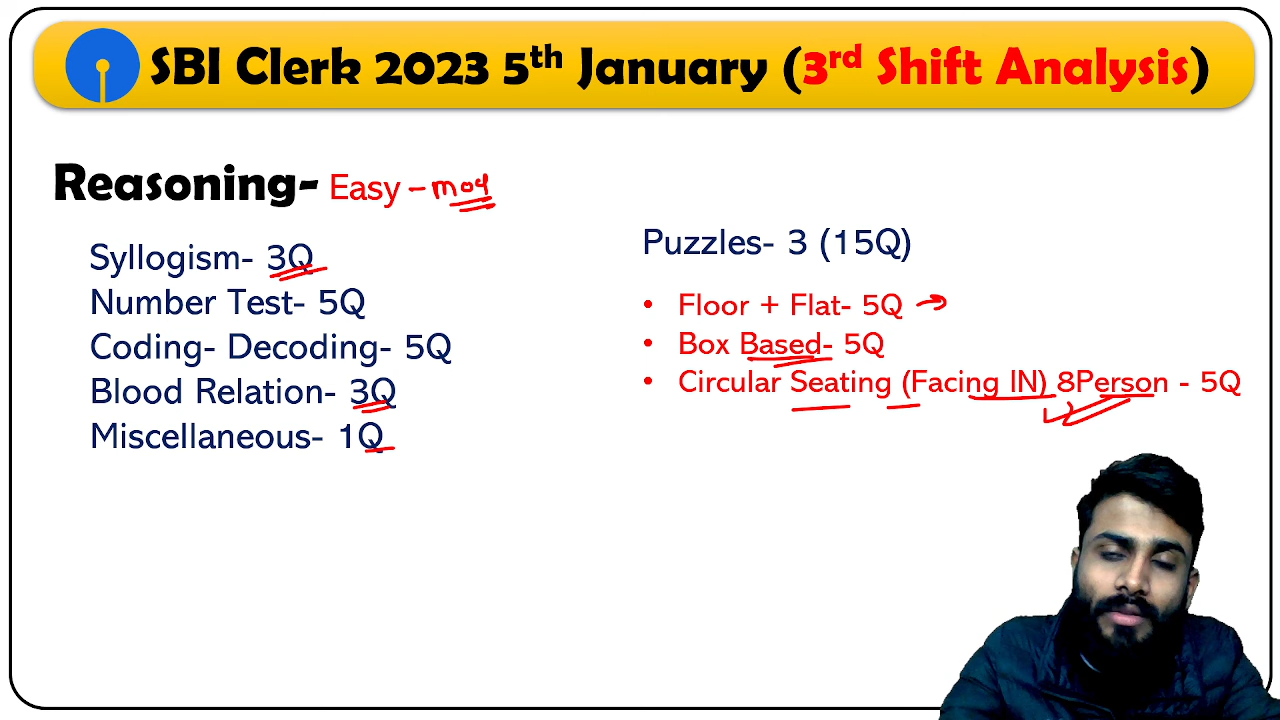 SBI Clerk 2023 5th January (3rd Shift Analysis)
Reasoning- Easy – mod
Syllogism- 3Q
Number Test- 5Q
Coding- Decoding- 5Q
Blood Relation- 3Q
Miscellaneous- 1Q
Puzzles- 3 (15Q)
• Floor + Flat- 5Q →
• Box Based- 5Q
• Circular Seating (Facing IN) 8Person - 5Q